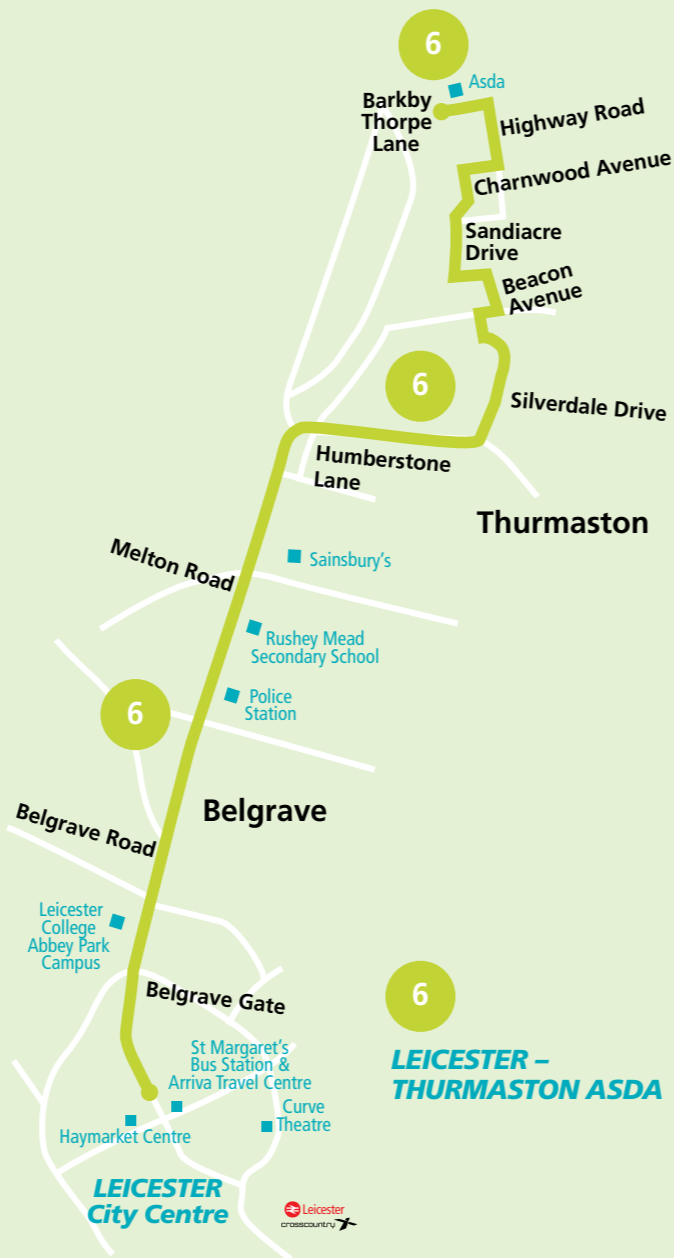 6
Asda
Barkby
Thorpe
Lane
Highway Road
Charnwood Avenue
Sandiacre
Drive
Beacon
Avenue
6
Silverdale Drive
Humberstone
Lane
Thurmaston
Melton Road
Sainsbury's
Rushey Mead
Secondary School
Police
Station
6
Belgrave
Belgrave Road
Leicester
College
Abbey Park
Campus
Belgrave Gate
6
LEICESTER –
THURMASTON ASDA
St Margaret's
Bus Station &
Arriva Travel Centre
Curve
Theatre
Haymarket Centre
LEICESTER
City Centre
Leicester
crosscountry